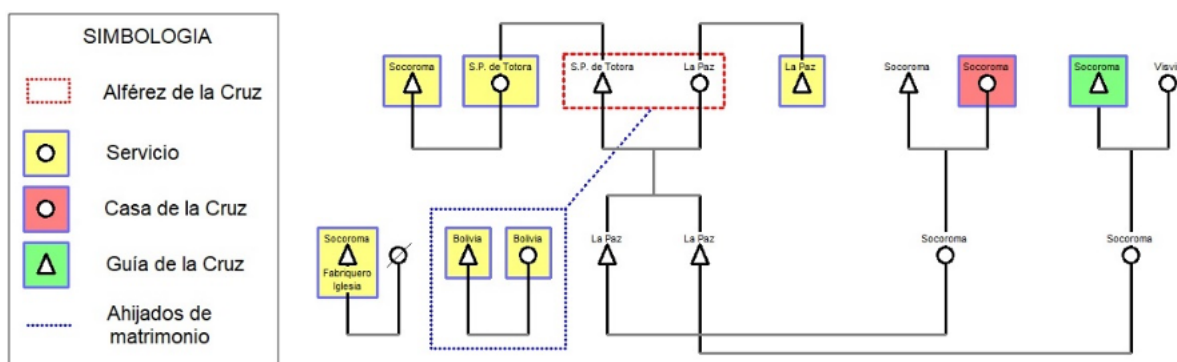 SIMBOLOGIA
Alférez de la Cruz
Servicio
Casa de la Cruz
Guía de la Cruz
Ahijados de
matrimonio
Socoroma
S.P. de Totora
S.P. de Totora
La Paz
La Paz
Socoroma
Socoroma
Socoroma
Visvi
Socoroma
Fabriquero
Iglesia
Bolivia
Bolivia
La Paz
La Paz
Socoroma
Socoroma